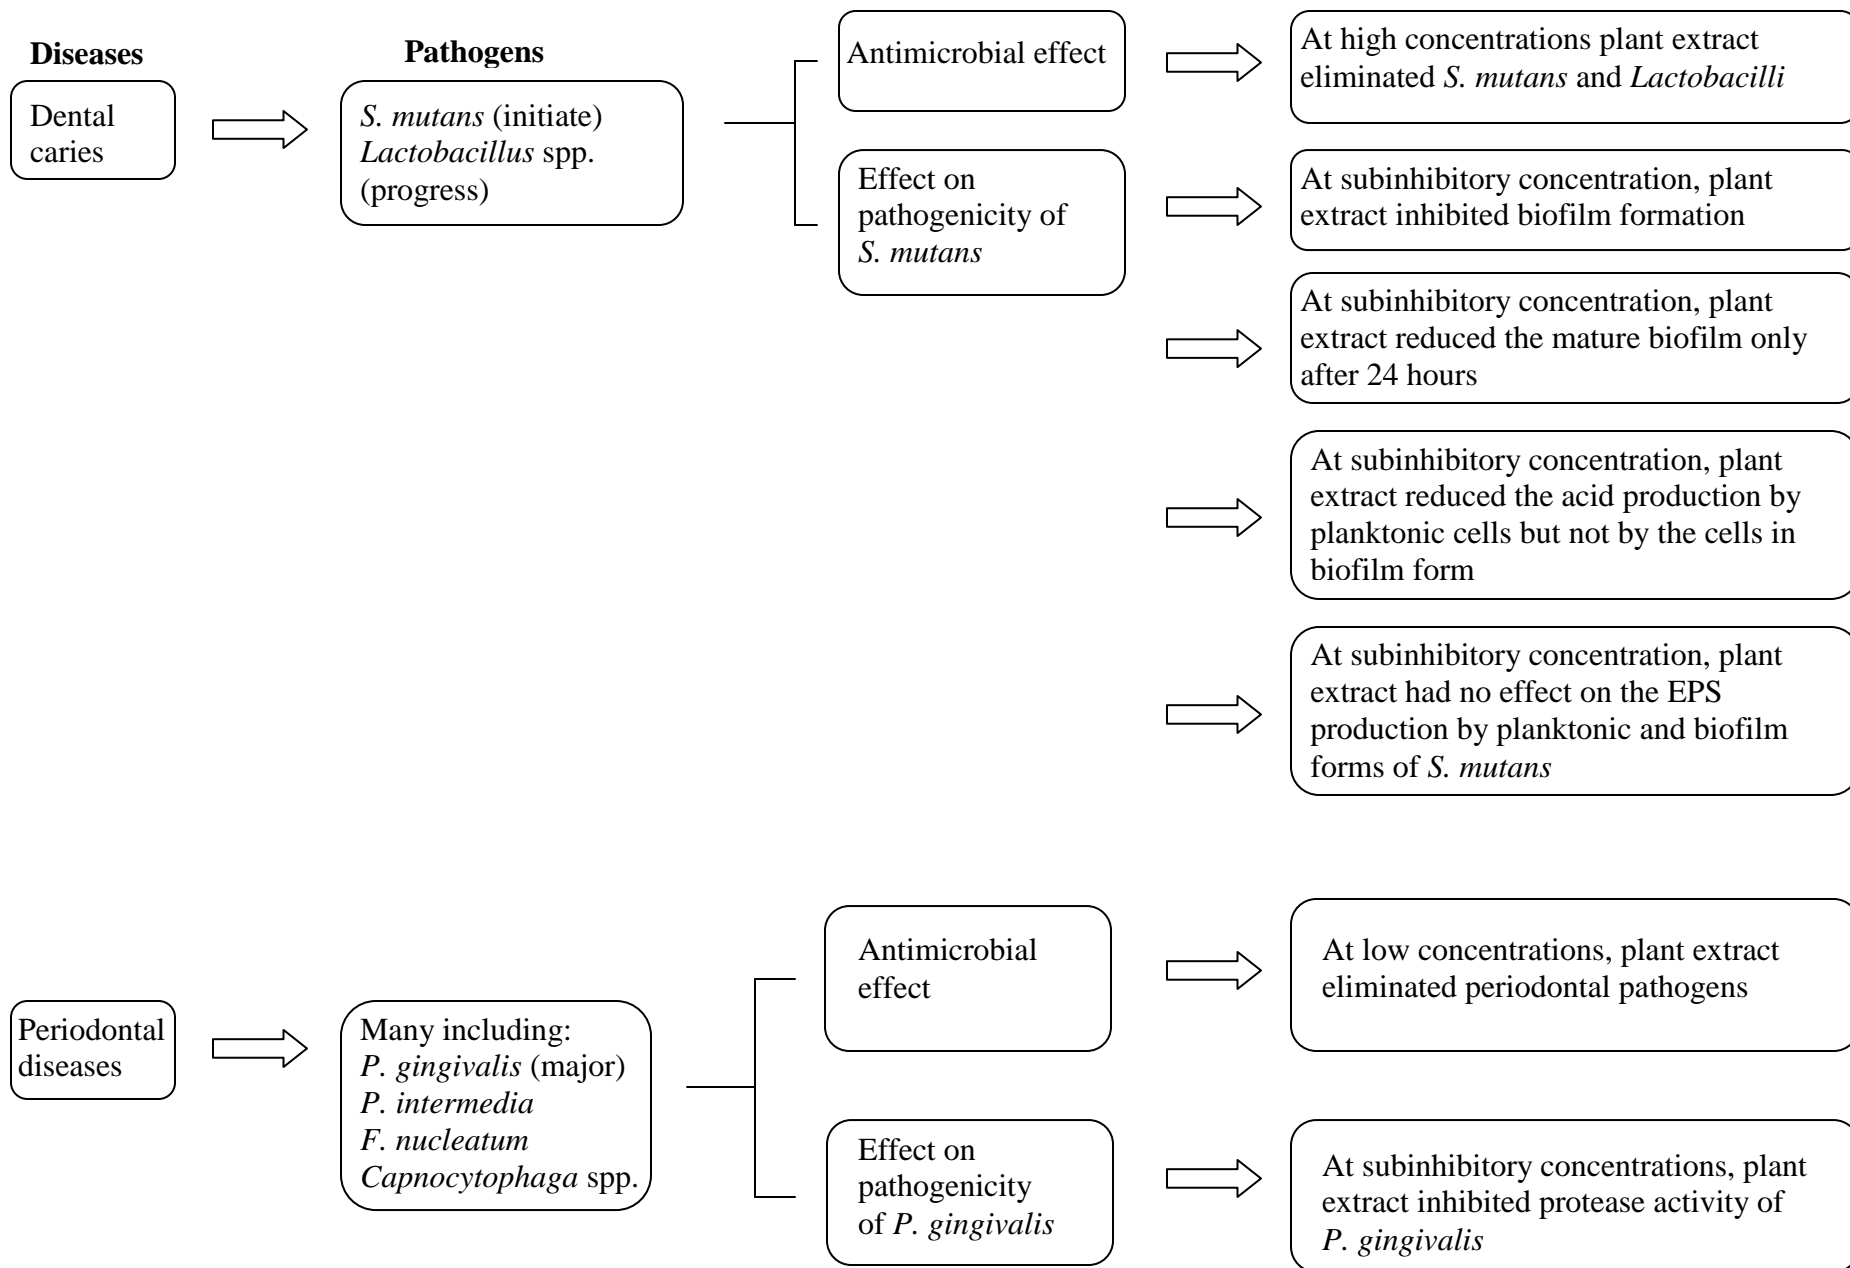 Diseases
Pathogens
Dental
caries
S. mutans (initiate)
Lactobacillus spp.
(progress)
Antimicrobial effect
At high concentrations plant extract
eliminated S. mutans and Lactobacilli
Effect on
pathogenicity of
S. mutans
At subinhibitory concentration, plant
extract inhibited biofilm formation
At subinhibitory concentration, plant
extract reduced the mature biofilm only
after 24 hours
At subinhibitory concentration, plant
extract reduced the acid production by
planktonic cells but not by the cells in
biofilm form
At subinhibitory concentration, plant
extract had no effect on the EPS
production by planktonic and biofilm
forms of S. mutans
Periodontal
diseases
Many including:
P. gingivalis (major)
P. intermedia
F. nucleatum
Capnocytophaga spp.
Antimicrobial
effect
At low concentrations, plant extract
eliminated periodontal pathogens
Effect on
pathogenicity
of P. gingivalis
At subinhibitory concentrations, plant
extract inhibited protease activity of
P. gingivalis